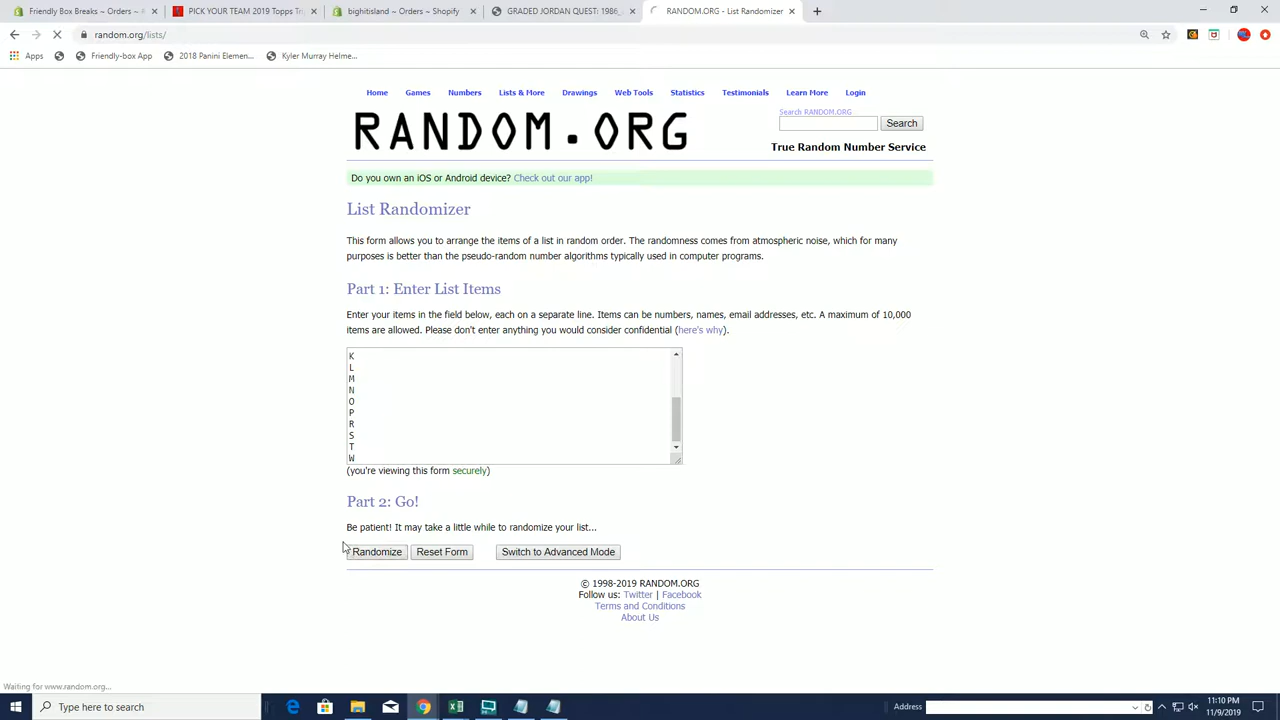 Friendly Box Breaks ~ Orders ~
PICK YOUR TEAM 2019 Topps Tri
bighitisland ~ Orders ~ Shopify
GRADED JORDAN QUEST: 1986_
RANDOM.ORG - List Randomizer
random.org/lists/
Apps
Friendly-box App
2018 Panini Elemen...
Kyler Murray Helme...
Home Games Numbers Lists & More Drawings Web Tools Statistics Testimonials Learn More Login
RANDOM.ORG
Search RANDOM.ORG
Search
True Random Number Service
Do you own an iOS or Android device? Check out our app!
List Randomizer
This form allows you to arrange the items of a list in random order. The randomness comes from atmospheric noise, which for many
purposes is better than the pseudo-random number algorithms typically used in computer programs.
Part 1: Enter List Items
Enter your items in the field below, each on a separate line. Items can be numbers, names, email addresses, etc. A maximum of 10,000
items are allowed. Please don't enter anything you would consider confidential (here's why).
K
L
M
N
O
P
R
S
T
W
(you're viewing this form securely)
Part 2: Go!
Be patient! It may take a little while to randomize your list...
Randomize Reset Form Switch to Advanced Mode
© 1998-2019 RANDOM.ORG
Follow us: Twitter | Facebook
Terms and Conditions
About Us
Waiting for www.random.org...
Type here to search
Address
11:10 PM
11/9/2019